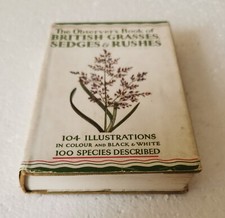 The Observer's Book of
BRITISH GRASSES,
SEDGES & RUSHES
104 ILLUSTRATIONS
IN COLOUR AND BLACK & WHITE
100 SPECIES DESCRIBED